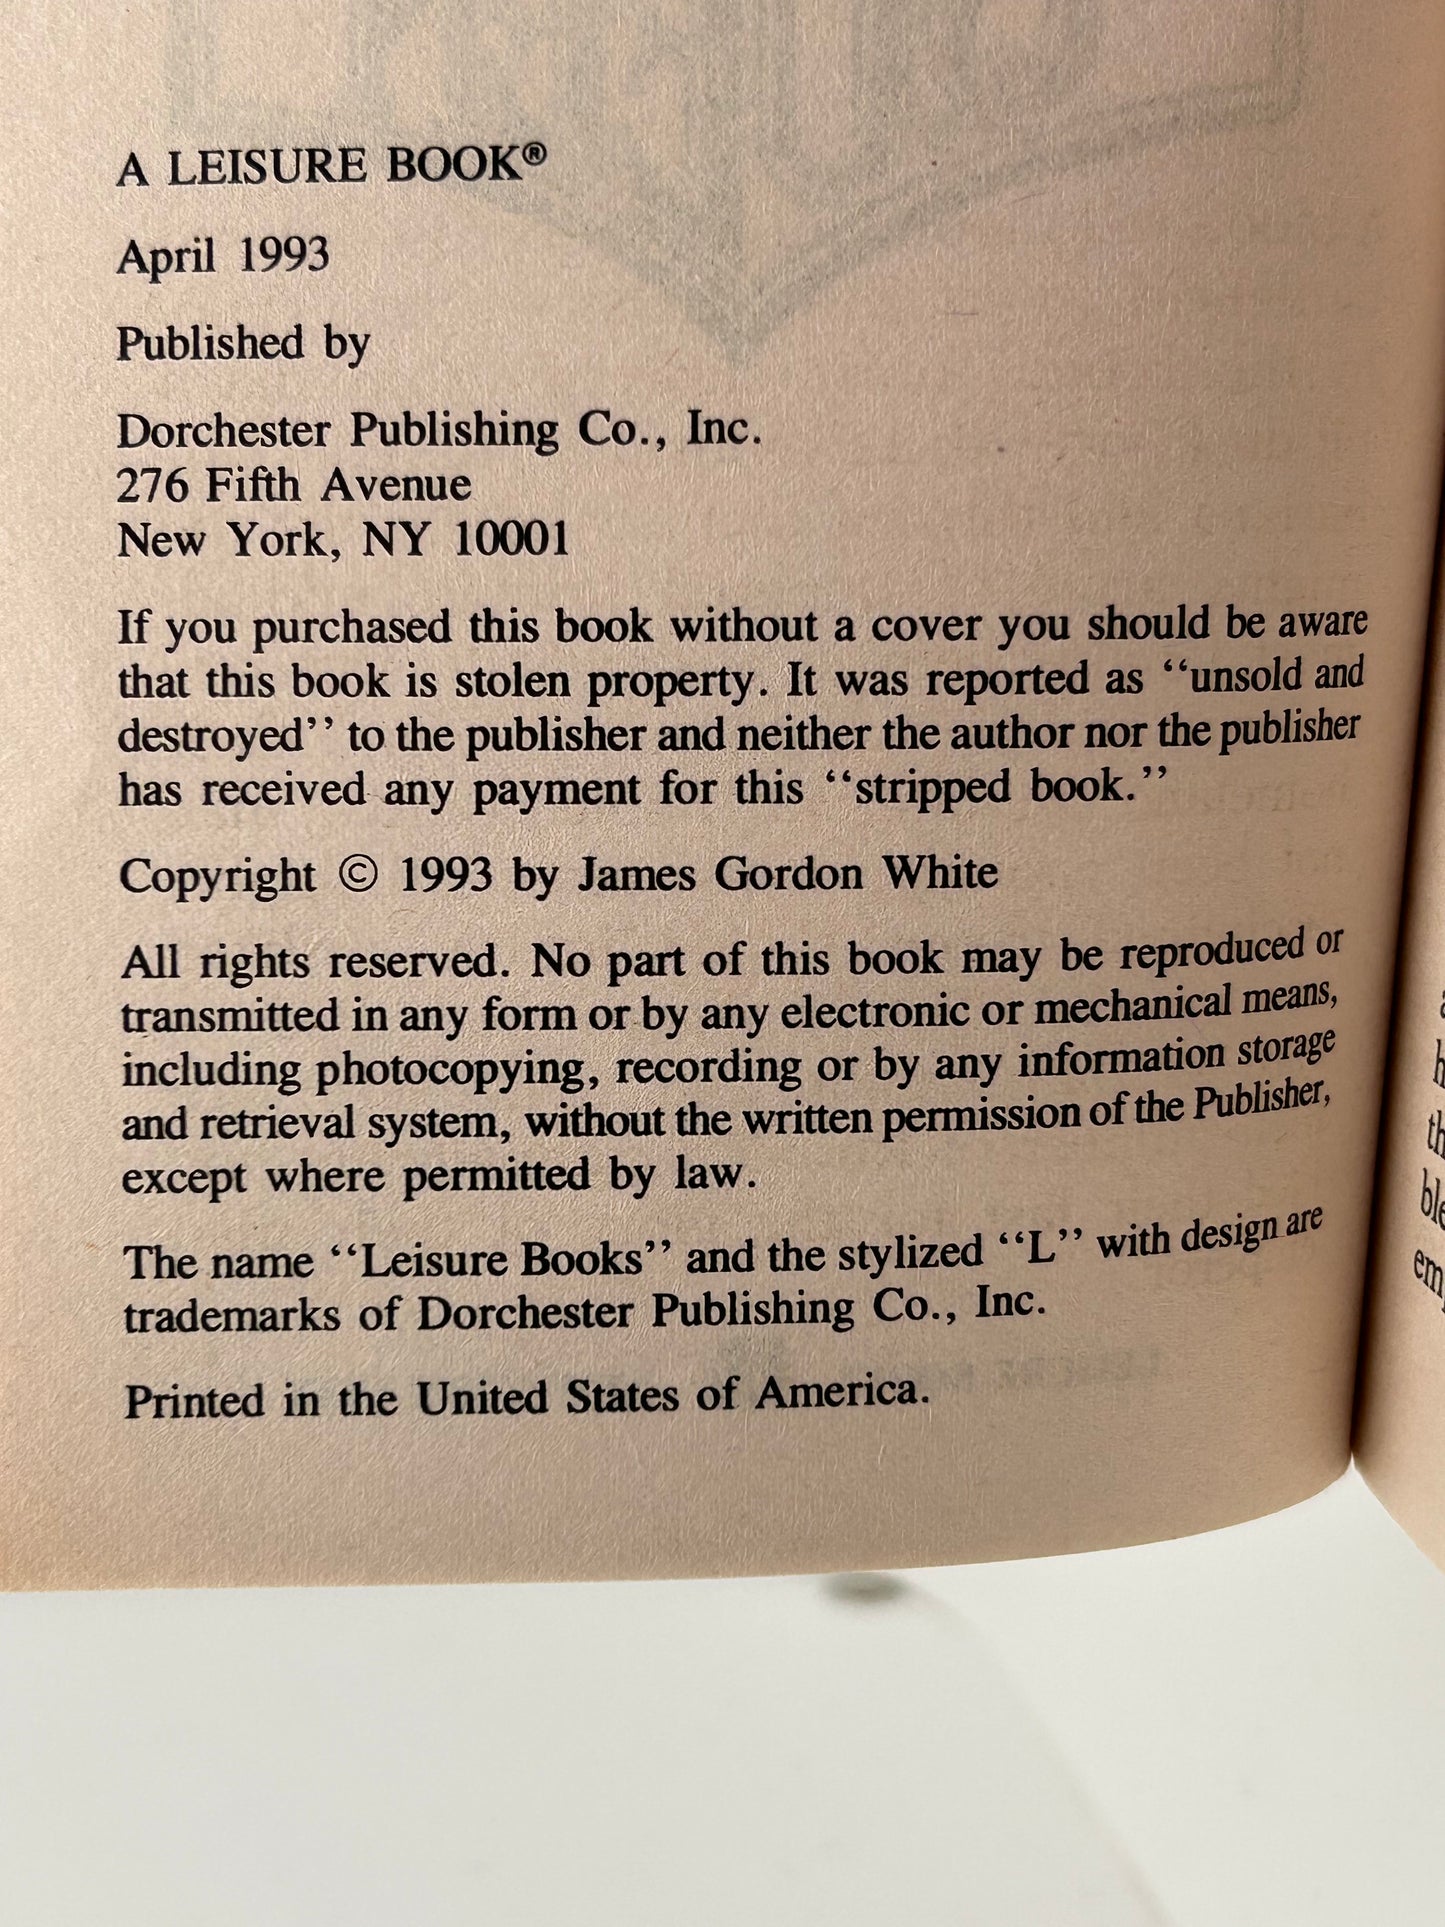 A LEISURE BOOK®
April 1993
Published by
Dorchester Publishing Co., Inc.
276 Fifth Avenue
New York, NY 10001
If you purchased this book without a cover you should be aware
that this book is stolen property. It was reported as ‘‘unsold and
destroyed’’ to the publisher and neither the author nor the publisher
has received any payment for this ‘‘stripped book.’’
Copyright © 1993 by James Gordon White
All rights reserved. No part of this book may be reproduced or
transmitted in any form or by any electronic or mechanical means,
including photocopying, recording or by any information storage
and retrieval system, without the written permission of the Publisher,
except where permitted by law.
The name ‘‘Leisure Books’’ and the stylized ‘‘L’’ with design are
trademarks of Dorchester Publishing Co., Inc.
Printed in the United States of America.